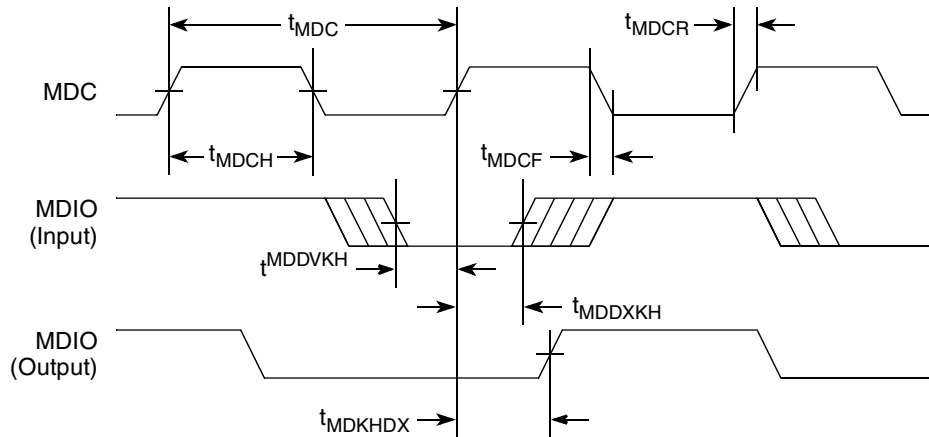 tMDC
tMDCR
MDC
tMDCH
tMDCF
MDIO
(Input)
tMDDVKH
tMDDXKH
MDIO
(Output)
tMDKHDX